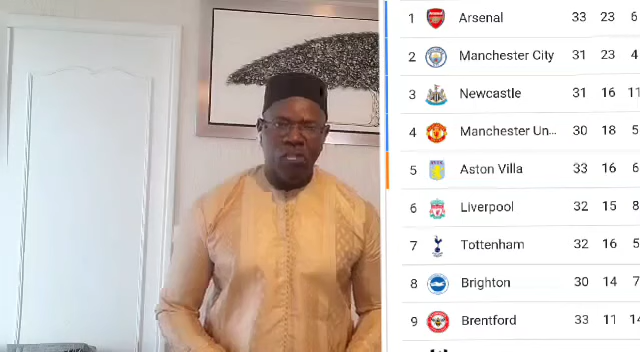 1 Arsenal 33 23 6
2 Manchester City 31 23 4
3 Newcastle 31 16 11
4 Manchester Un... 30 18 5
5 Aston Villa 33 16 6
6 Liverpool 32 15 8
7 Tottenham 32 16 5
8 Brighton 30 14 7
9 Brentford 33 11 14